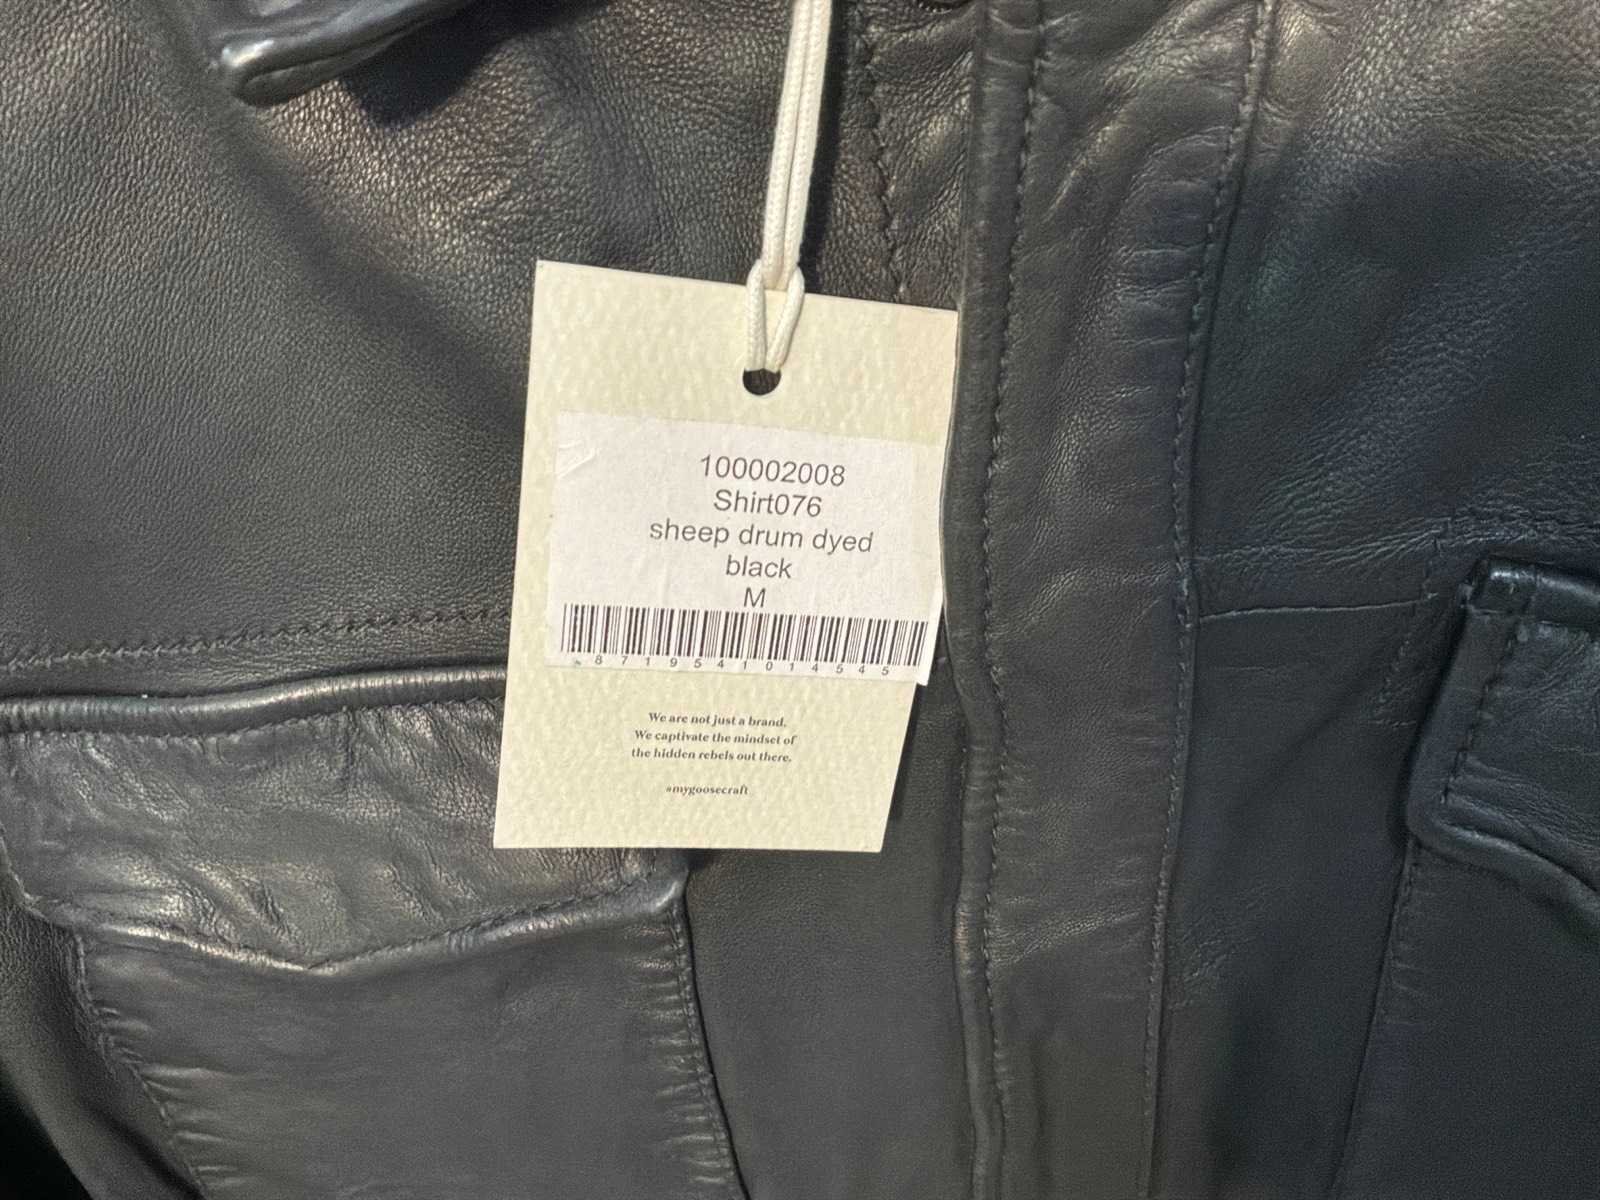 100002008
Shirt076
sheep drum dyed
black
M
8719541014545
We are not just a brand.
We captivate the mindset of
the hidden rebels out there.
#mygoosecraft